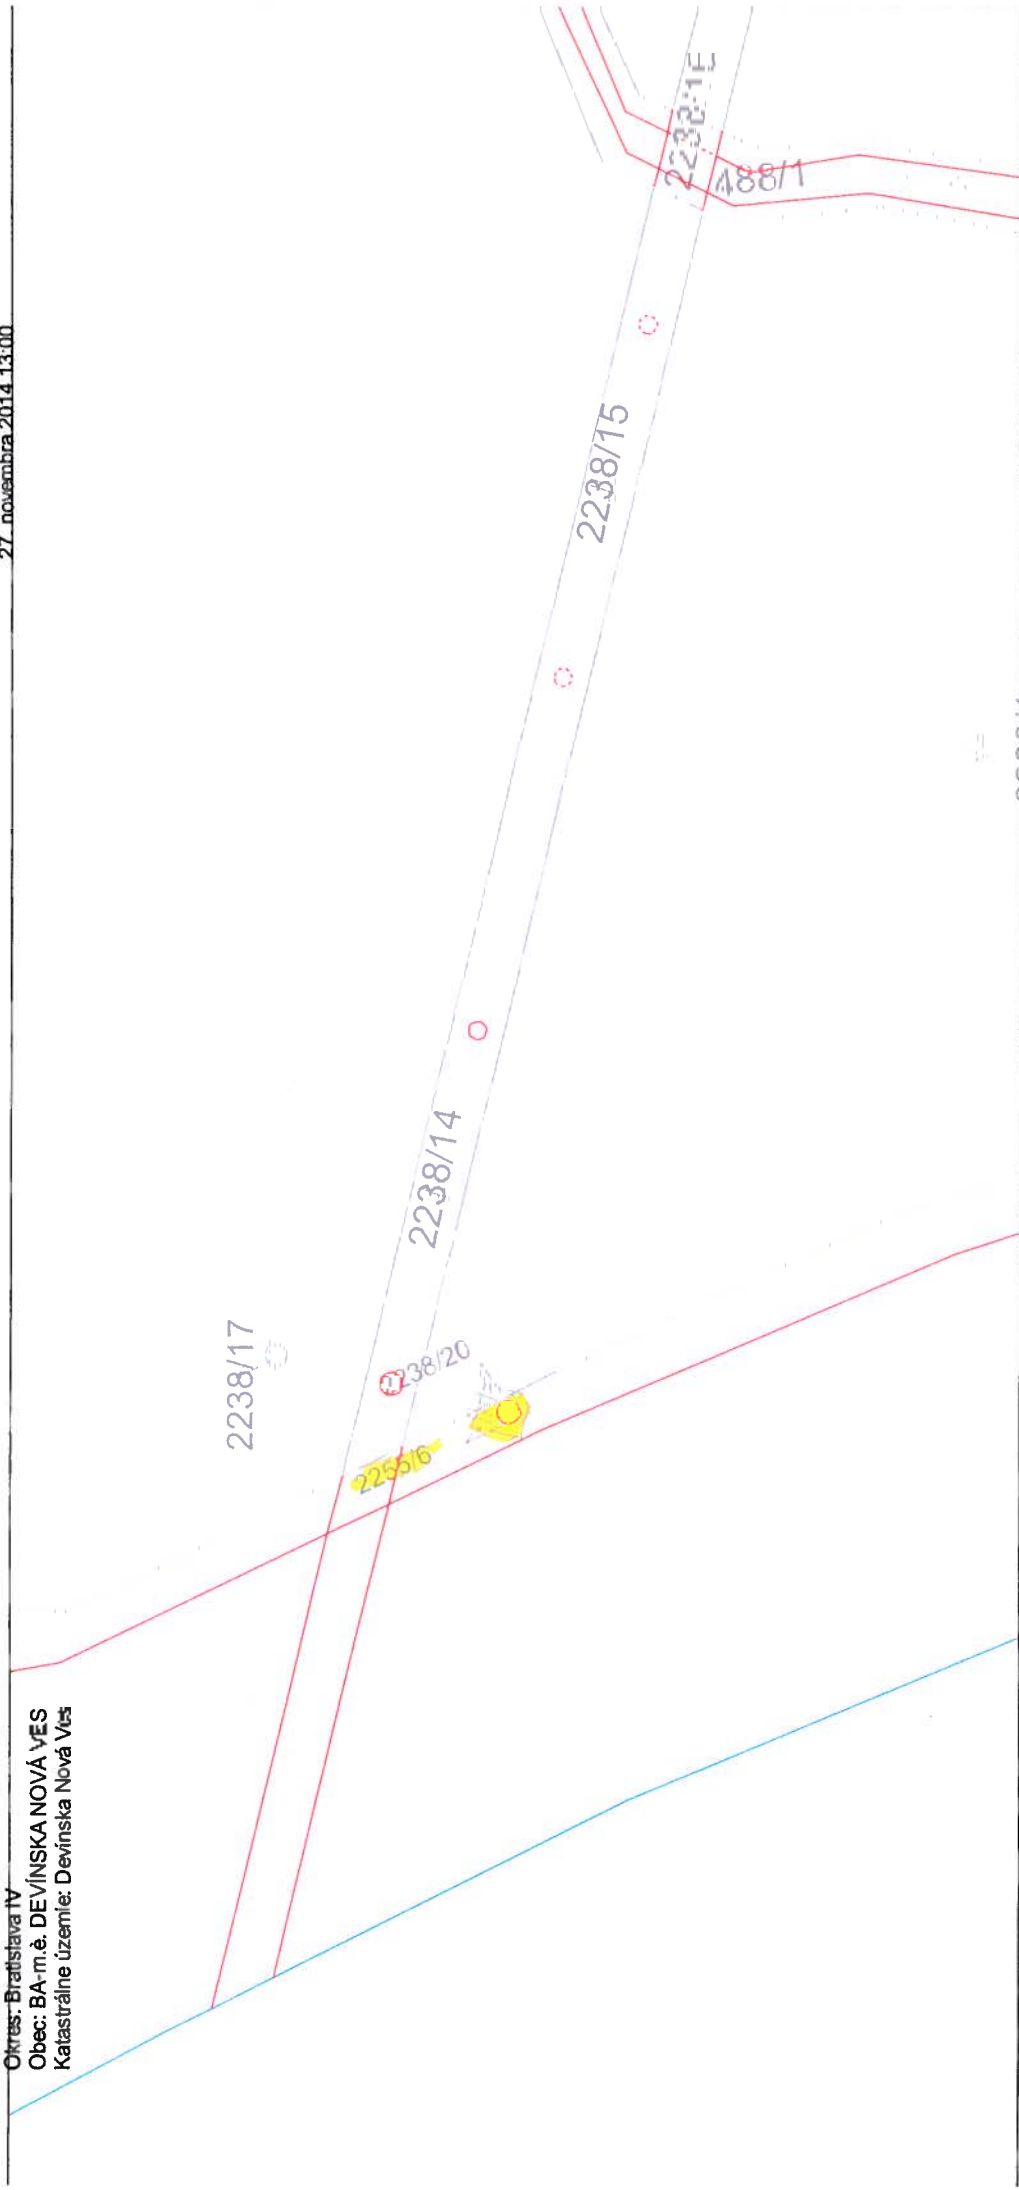 Okres: Bratislava IV
27. novembra 2014 13:00
Obec: BA-m.è. DEVÍNSKA NOVÁ VES
Katastrálne územie: Devínska Nová Ves
2238/17
2255/6
2238/20
2238/14
2238/15
488/1